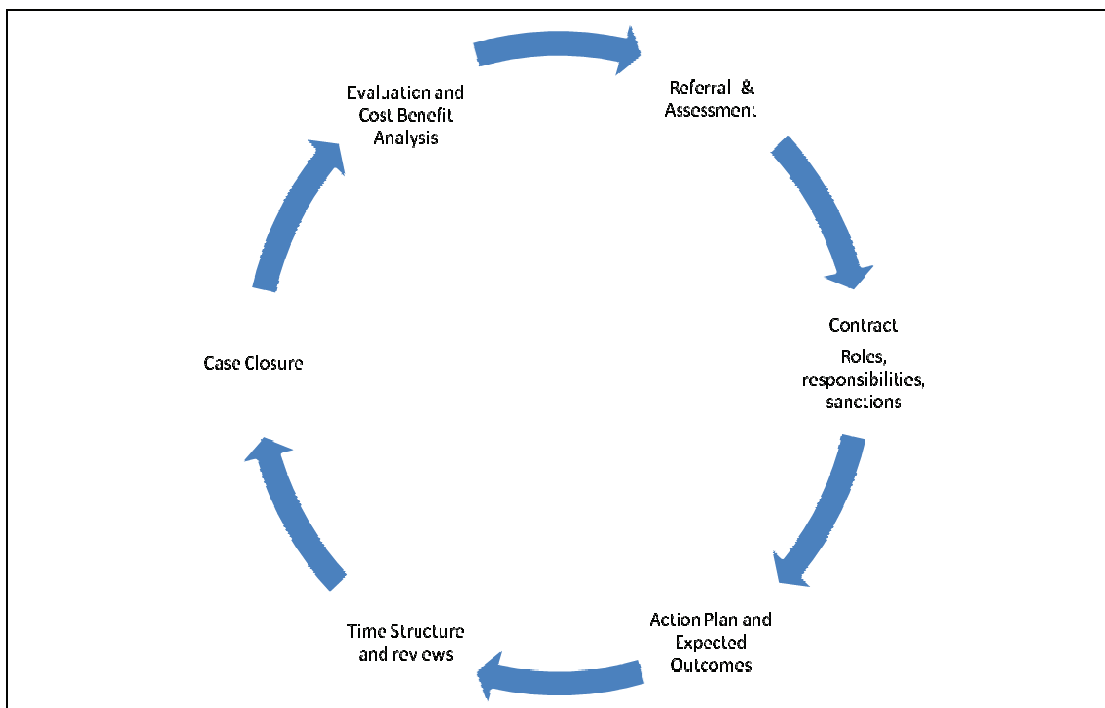 Evaluation and
Cost Benefit
Analysis
Referral &
Assessment
Contract
Roles,
responsibilities,
sanctions
Action Plan and
Expected
Outcomes
Time Structure
and reviews
Case Closure